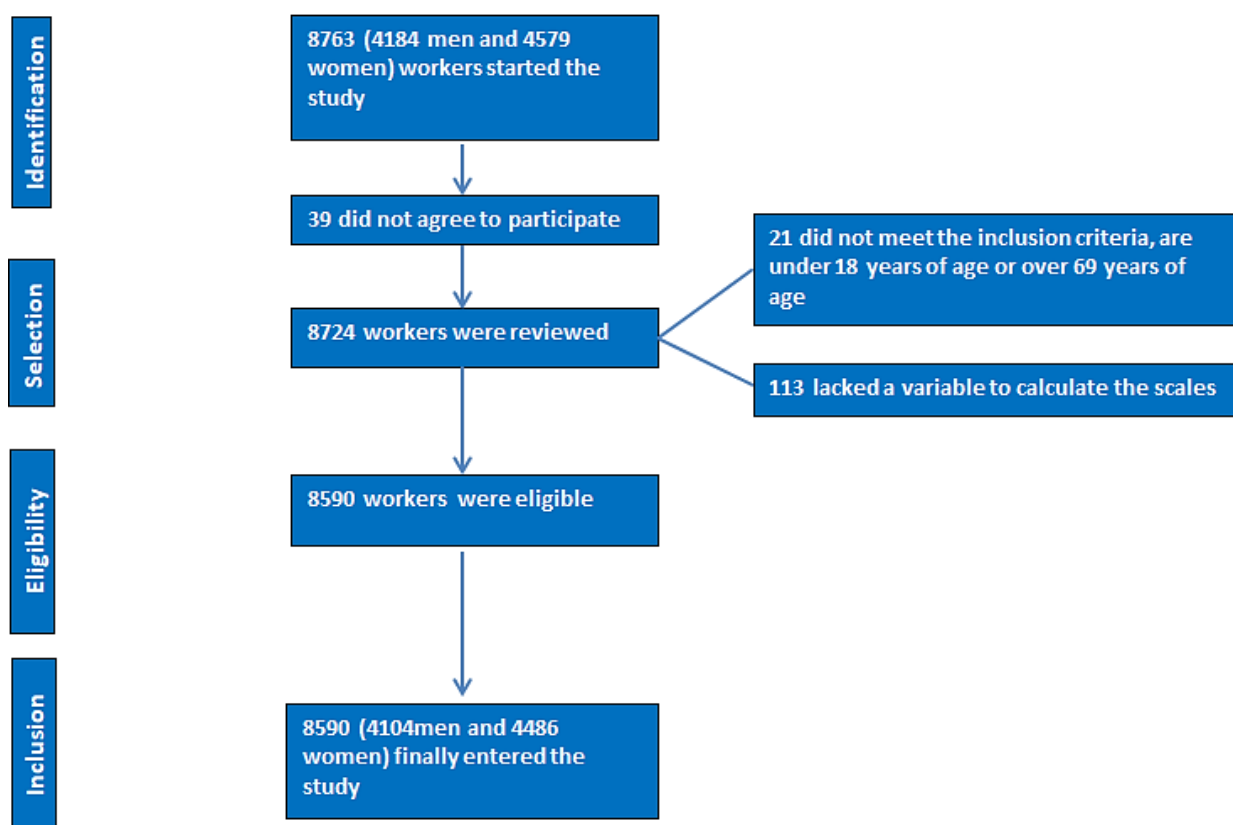 Identification
8763 (4184 men and 4579
women) workers started the
study
39 did not agree to participate
Selection
8724 workers were reviewed
21 did not meet the inclusion criteria, are
under 18 years of age or over 69 years of
age
113 lacked a variable to calculate the scales
Eligibility
8590 workers were eligible
Inclusion
8590 (4104men and 4486
women) finally entered the
study